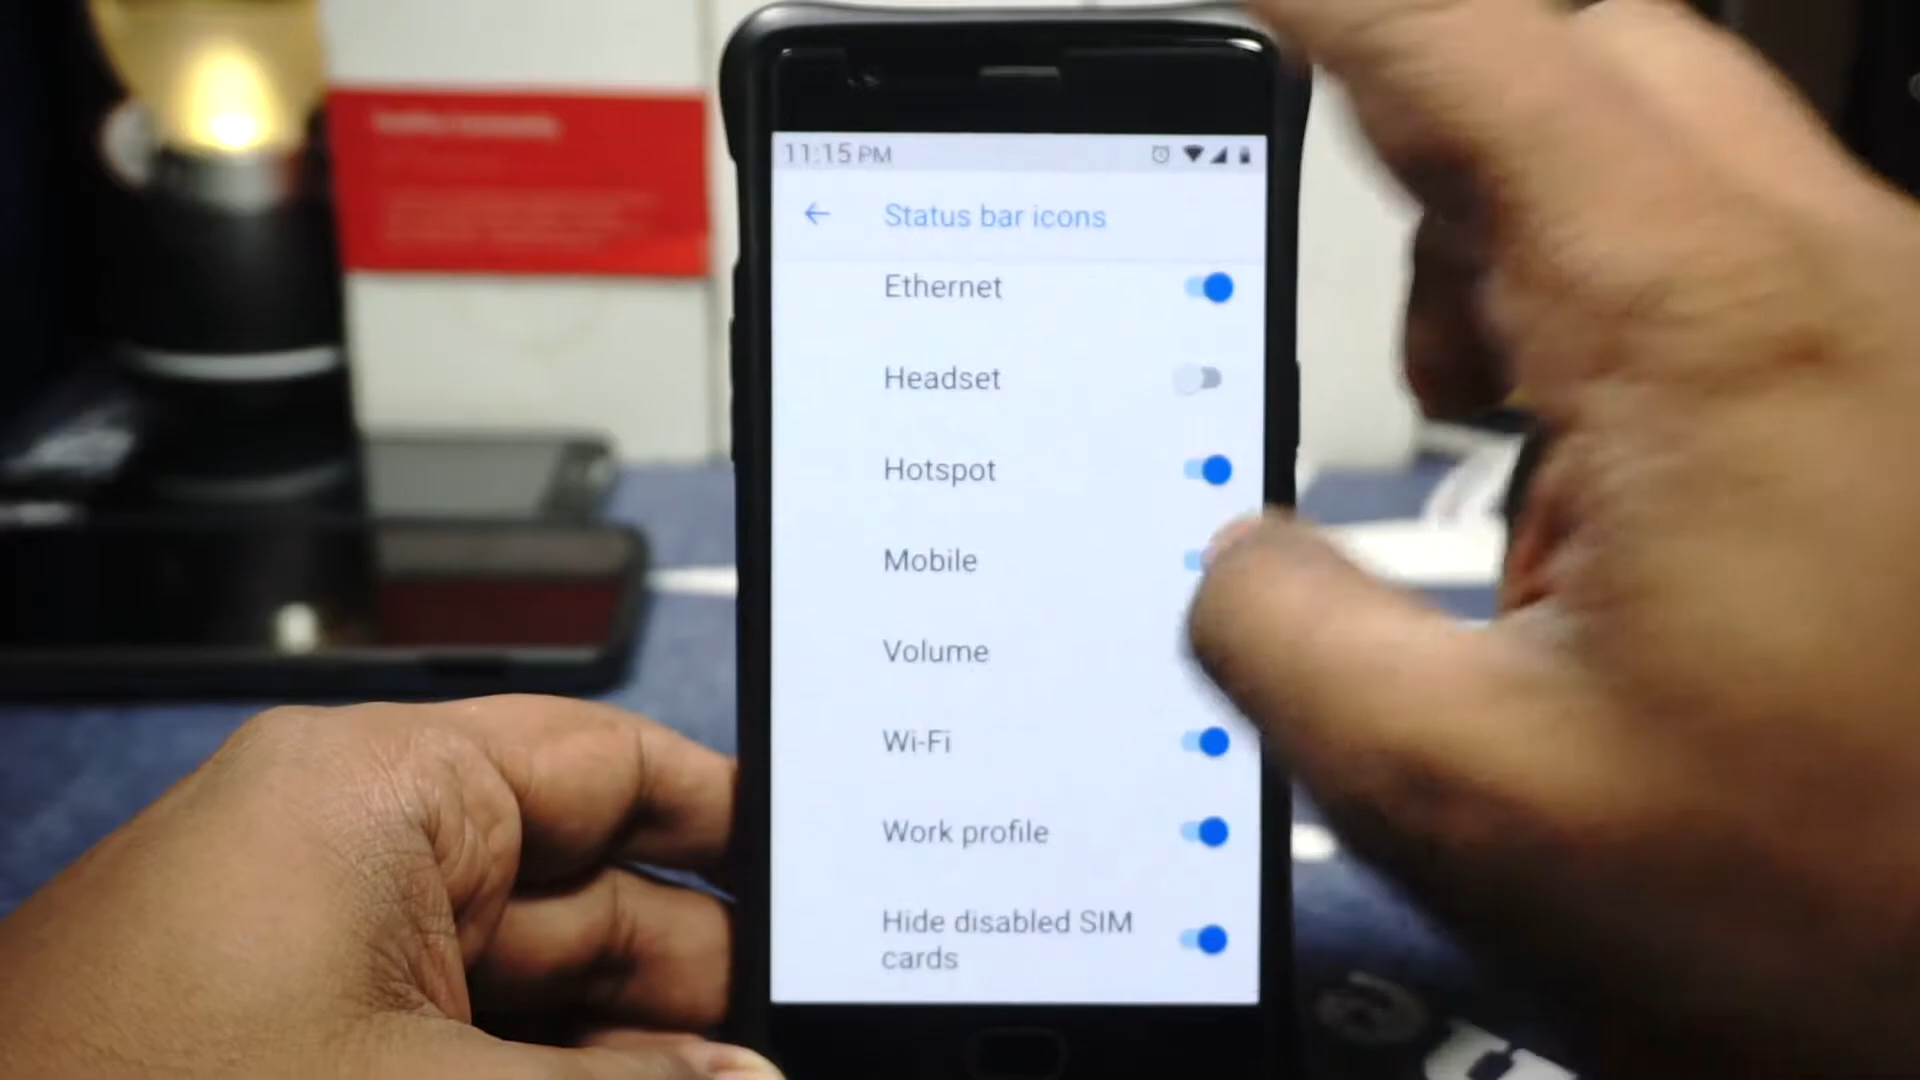 11:15 PM
Status bar icons
Ethernet
Headset
Hotspot
Mobile
Volume
Wi-Fi
Work profile
Hide disabled SIM
cards